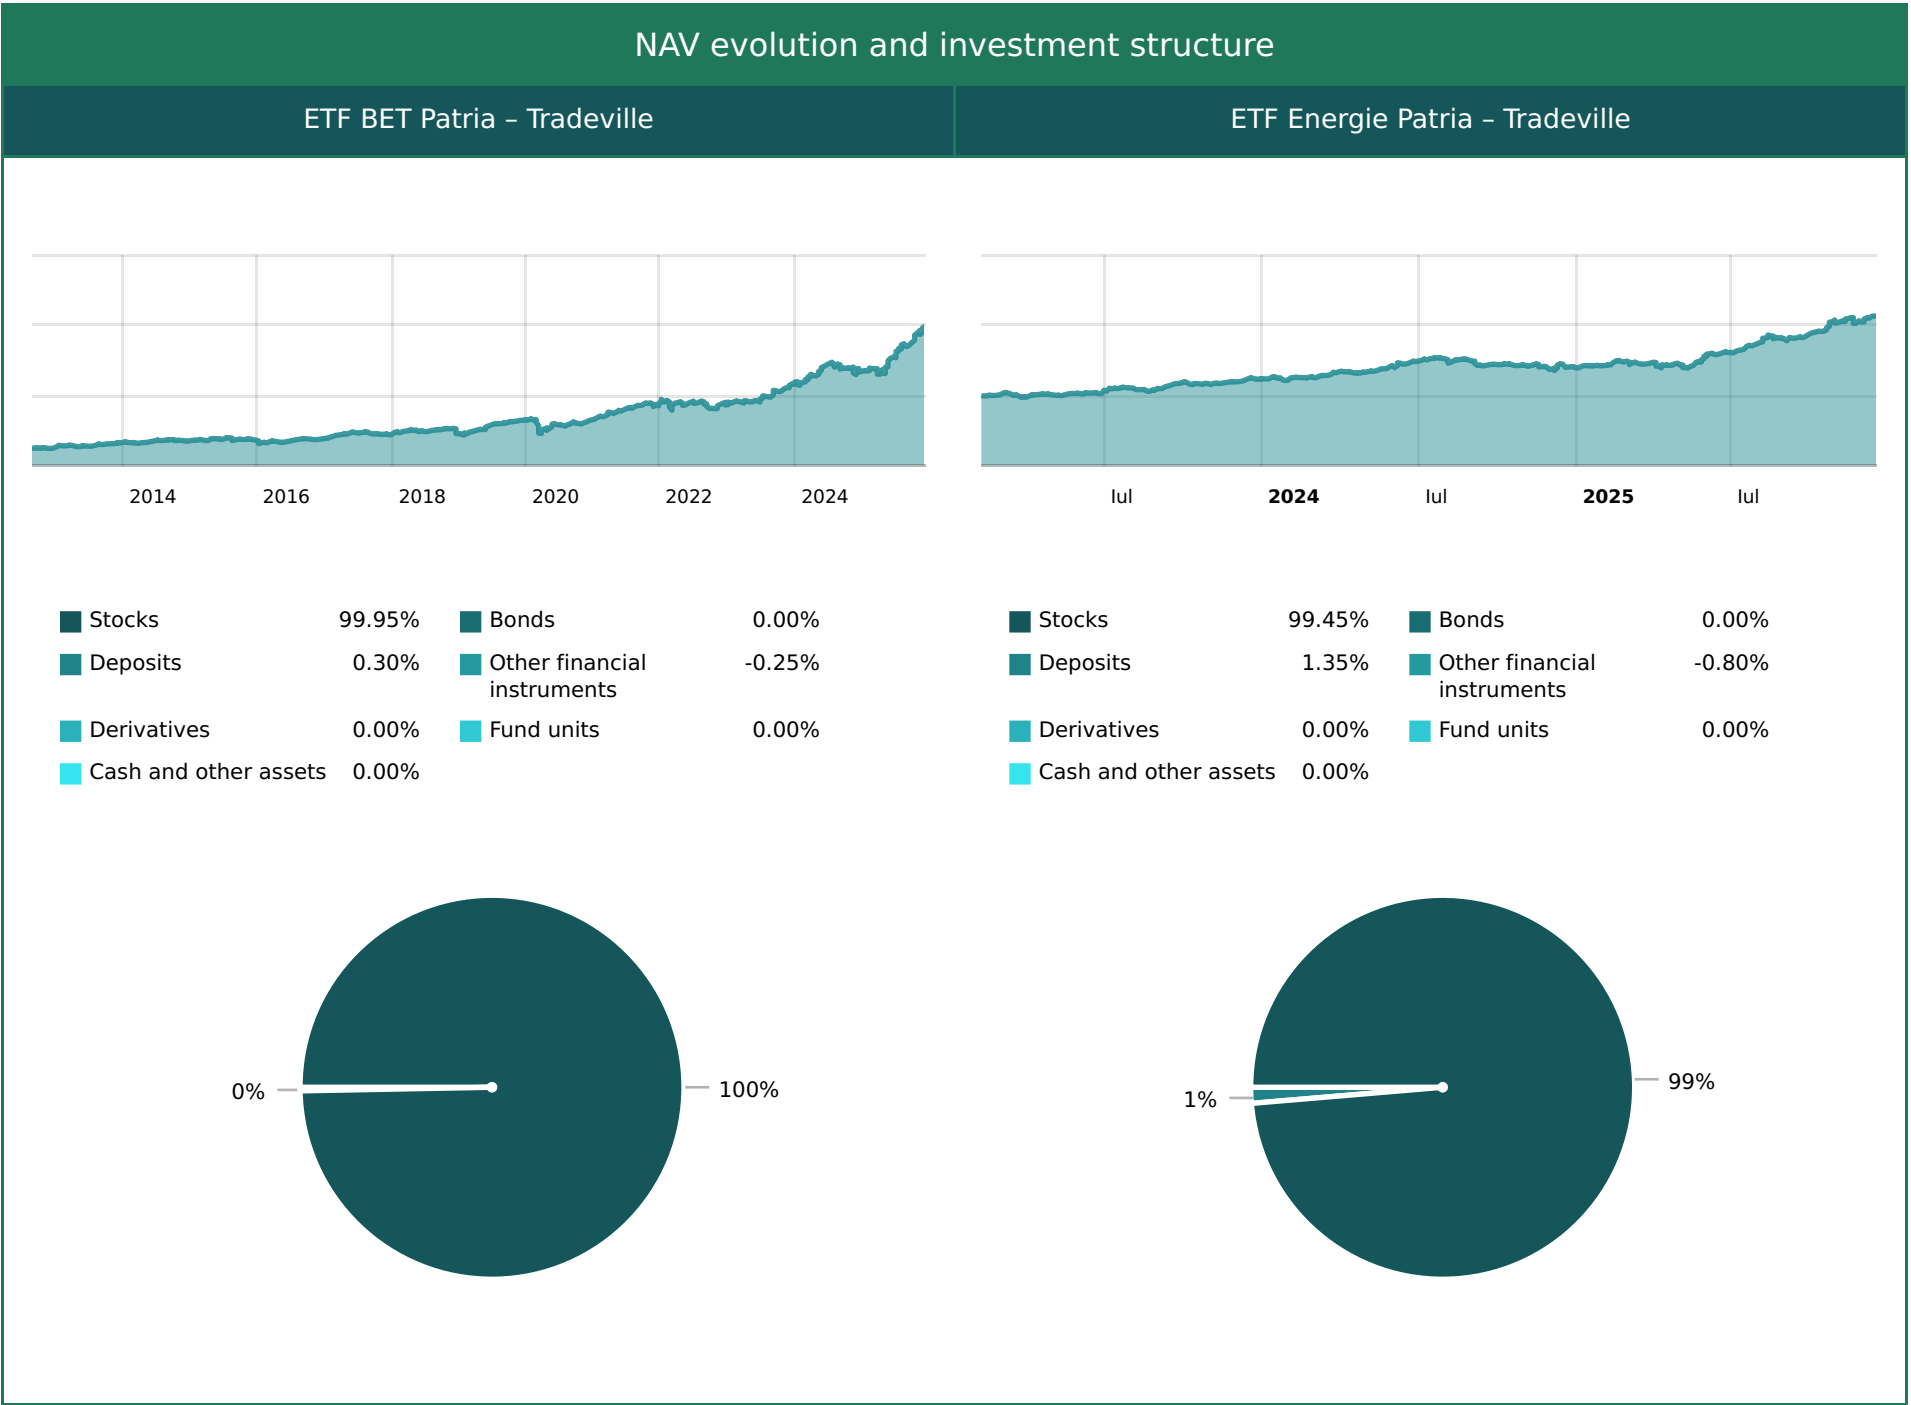 NAV evolution and investment structure
ETF BET Patria – Tradeville
ETF Energie Patria – Tradeville
2014 2016 2018 2020 2022 2024
Iul 2024 Iul 2025 Iul
Stocks 99.95% Bonds 0.00%
Deposits 0.30% Other financial -0.25%
instruments
Derivatives 0.00% Fund units 0.00%
Cash and other assets 0.00%
Stocks 99.45% Bonds 0.00%
Deposits 1.35% Other financial -0.80%
instruments
Derivatives 0.00% Fund units 0.00%
Cash and other assets 0.00%
0% 100%
1% 99%